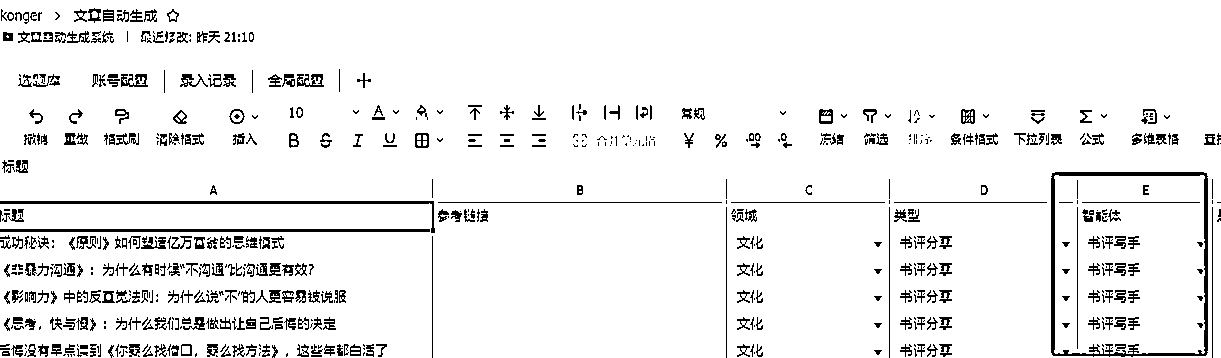 konger > 文章自动生成 ☆
文章自动生成系统 | 最近修改: 昨天 21:10
选题库 账号配置 录入记录 全局配置 +
10 常规
撤销 重做 格式刷 清除格式 插入 B S I U 合并单元格 ¥ % .00 .0 冻结 筛选 排序 条件格式 下拉列表 公式 多维表格 查找
标题
A B C D E
标题 参考链接 领域 类型 智能体
成功秘诀：《原则》如何塑造亿万富翁的思维模式 文化 书评分享 书评写手
《非暴力沟通》：为什么有时候“不沟通”比沟通更有效？ 文化 书评分享 书评写手
《影响力》中的反直觉法则：为什么说“不”的人更容易被说服 文化 书评分享 书评写手
《思考，快与慢》：为什么我们总是做出让自己后悔的决定 文化 书评分享 书评写手
后悔没有早点读到《你要么找借口，要么找方法》，这些年都白活了 文化 书评分享 书评写手